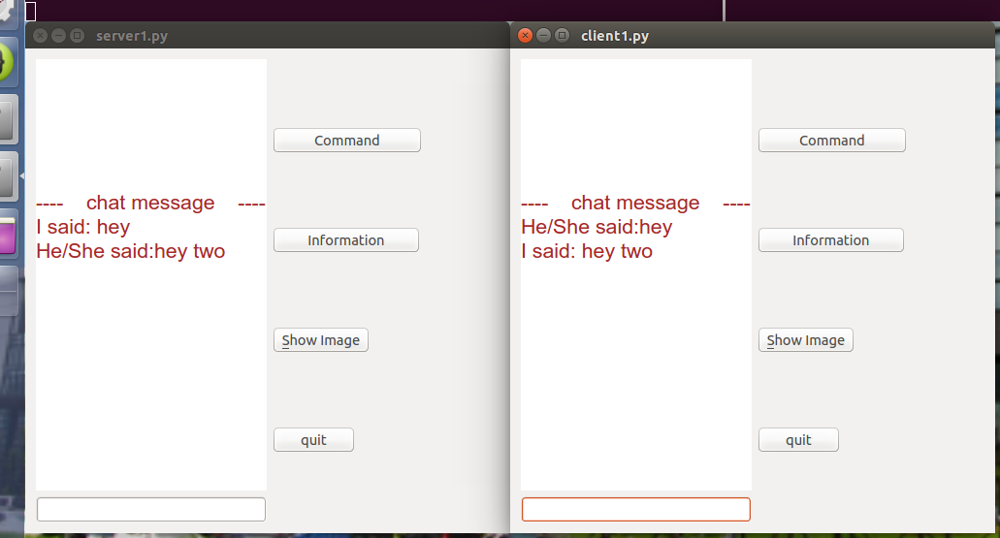 server1.py
---- chat message ----
I said: hey
He/She said:hey two
Command
Information
Show Image
quit
client1.py
---- chat message ----
He/She said:hey
I said: hey two
Command
Information
Show Image
quit